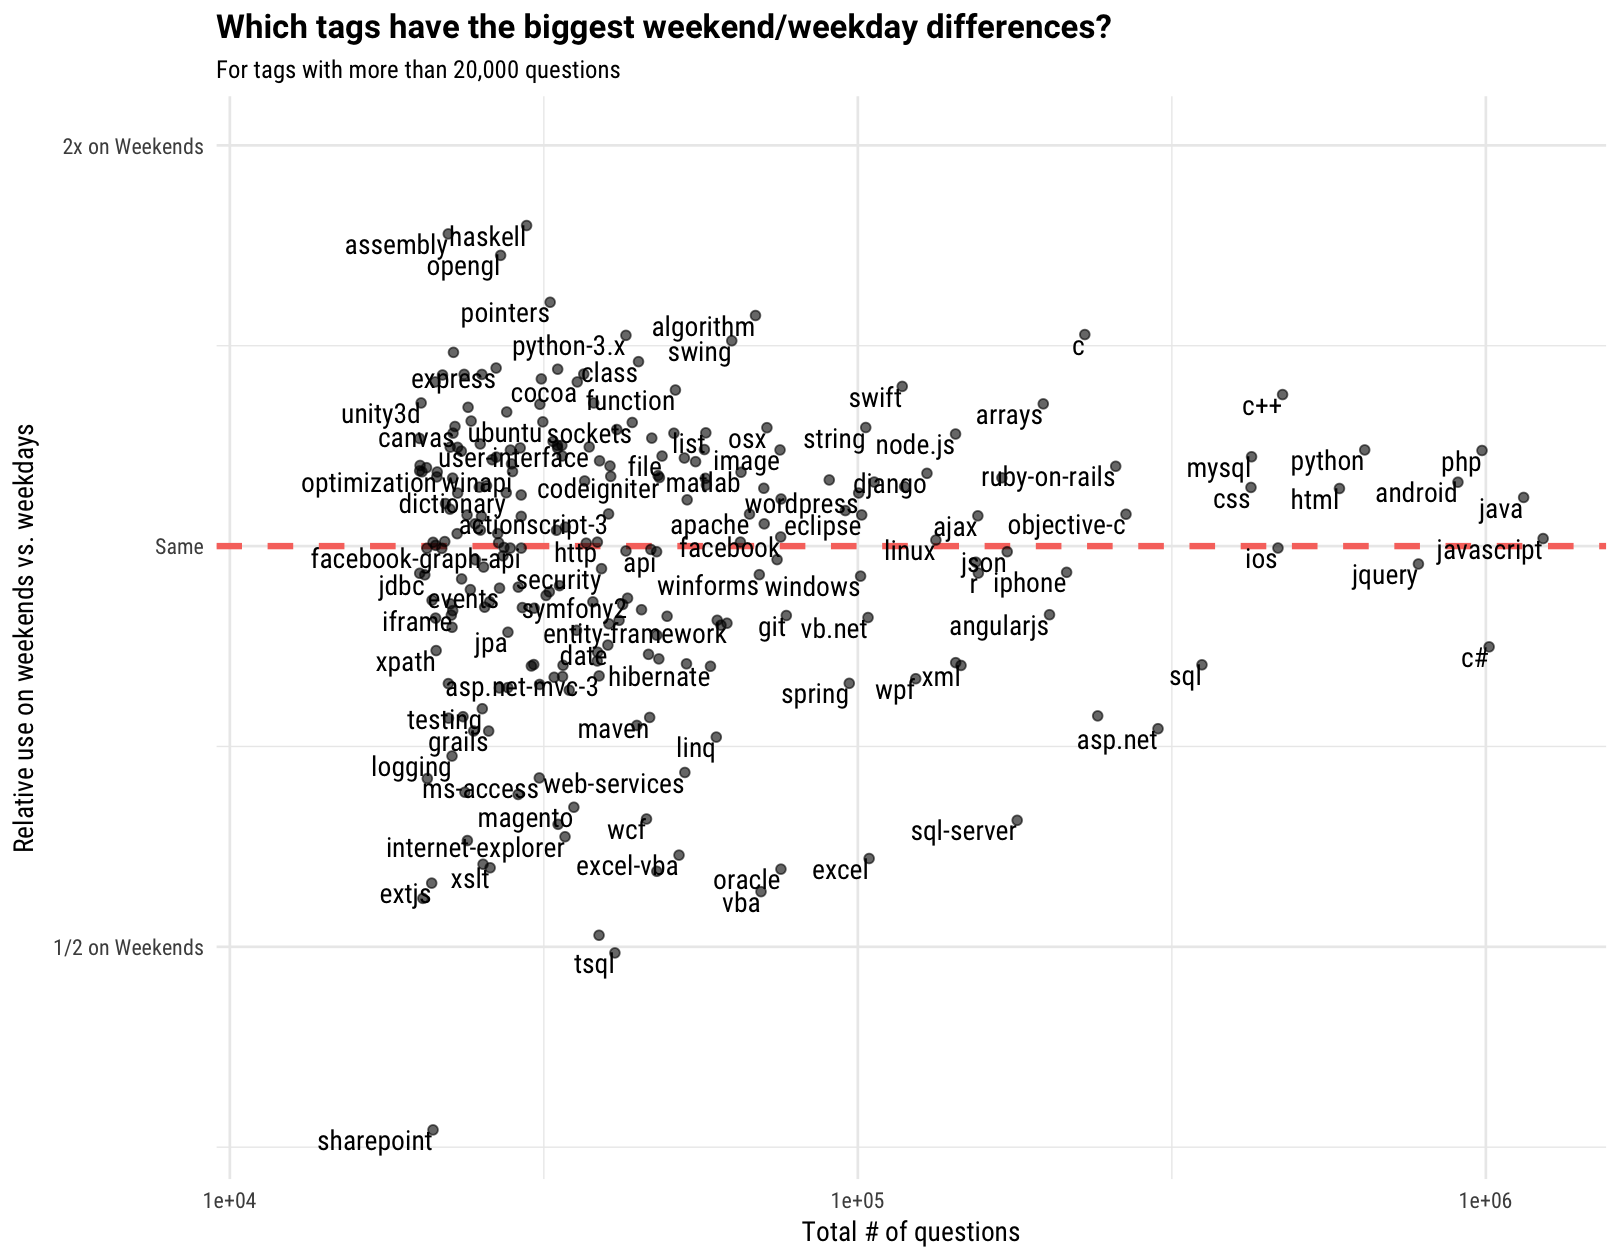 Which tags have the biggest weekend/weekday differences?
For tags with more than 20,000 questions
Relative use on weekends vs. weekdays
2x on Weekends
Same
1/2 on Weekends
assembly
haskell
opengl
pointers
algorithm
python-3.x
swing
c
class
express
cocoa
function
swift
c++
unity3d
arrays
canvas
ubuntu
sockets
list
osx
string
node.js
user-interface
file
image
mysql
python
php
optimization
winapi
codeigniter
matlab
django
ruby-on-rails
css
html
android
dictionary
wordpress
java
actionscript-3
apache
eclipse
ajax
objective-c
facebook-graph-api
http
api
facebook
linux
json
ios
javascript
jdbc
security
winforms
windows
r
iphone
jquery
events
symfony2
iframe
jpa
entity-framework
git
vb.net
angularjs
xpath
date
c#
asp.net-mvc-3
hibernate
spring
wpf
xml
sql
testing
grails
maven
linq
asp.net
logging
ms-access
web-services
magento
wcf
sql-server
internet-explorer
excel-vba
xslt
oracle
excel
extjs
vba
tsql
sharepoint
1e+04
1e+05
1e+06
Total # of questions